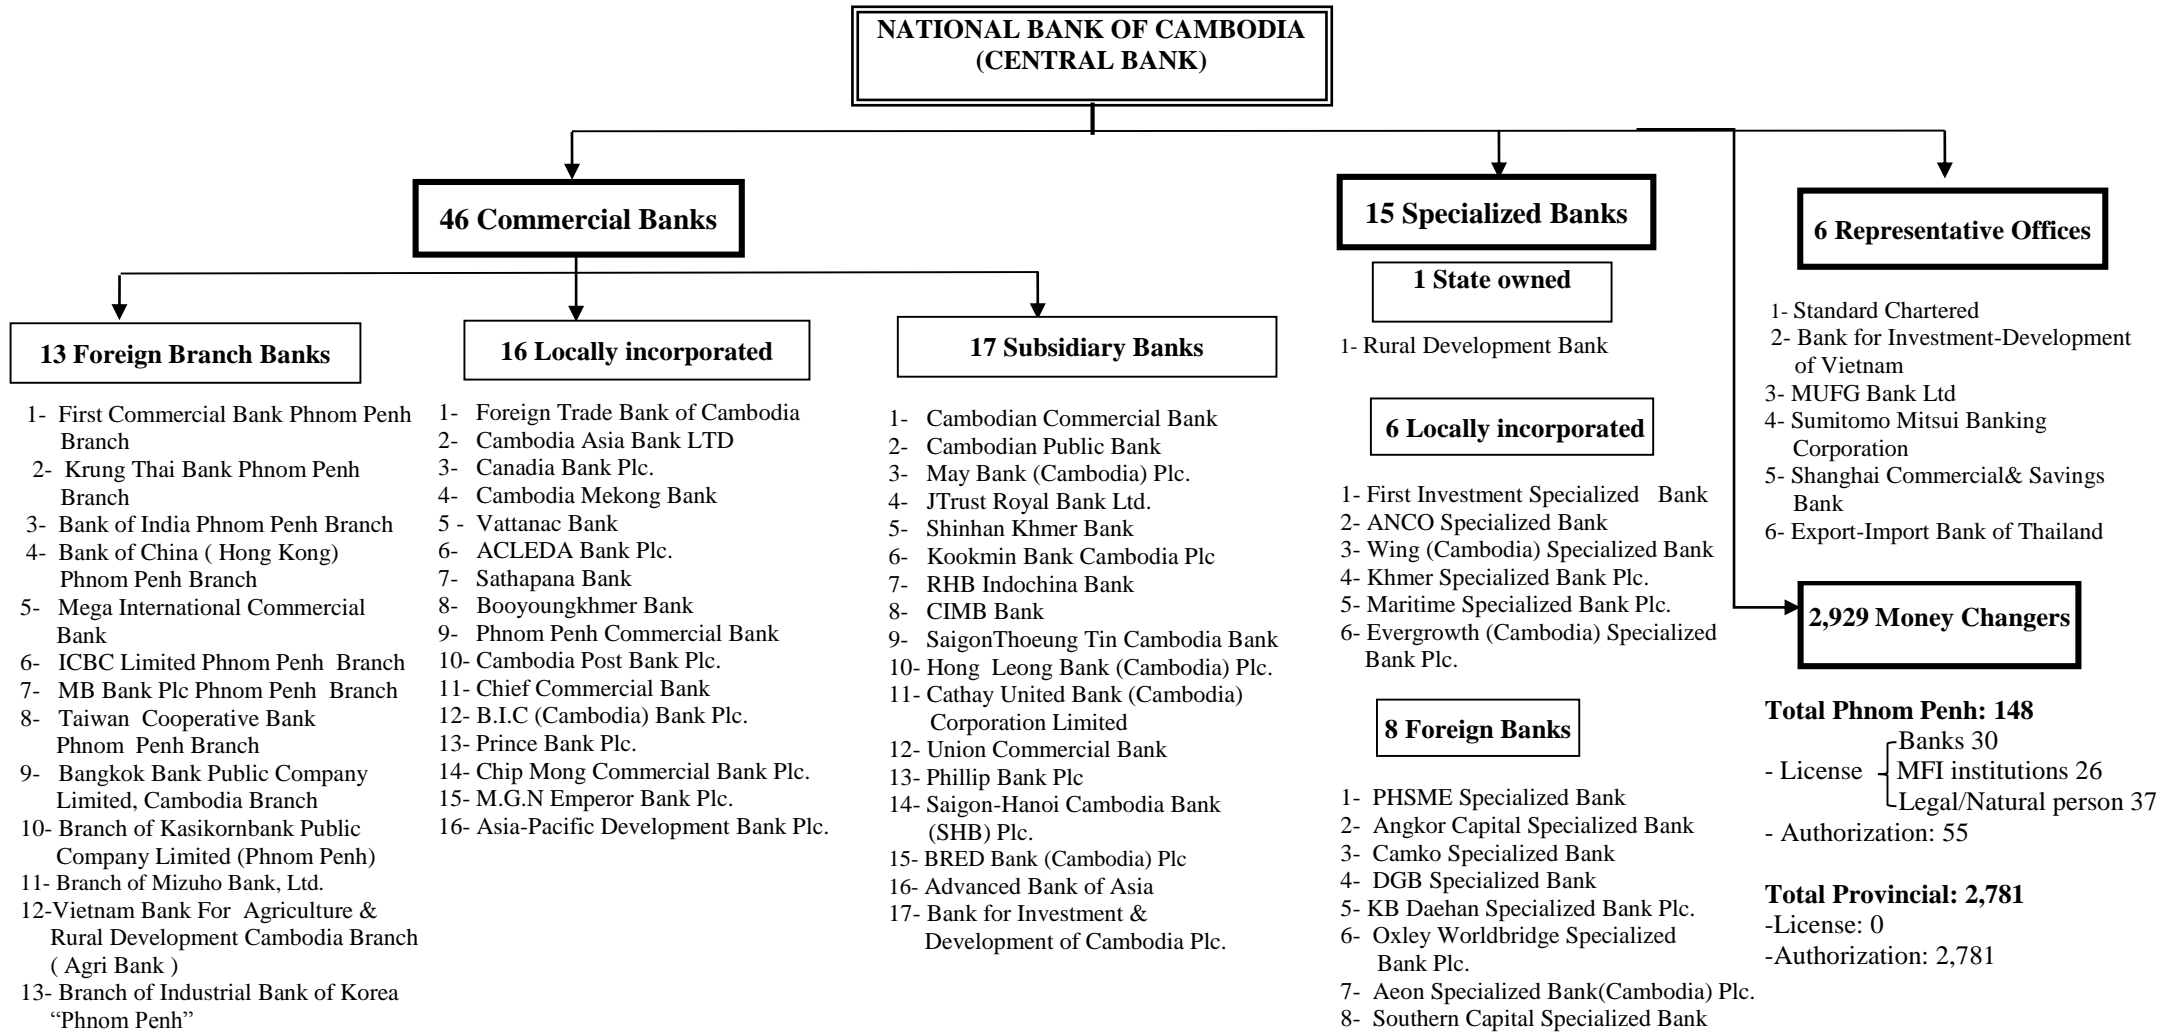 NATIONAL BANK OF CAMBODIA
(CENTRAL BANK)
46 Commercial Banks
13 Foreign Branch Banks
1- First Commercial Bank Phnom Penh
Branch
2- Krung Thai Bank Phnom Penh
Branch
3- Bank of India Phnom Penh Branch
4- Bank of China ( Hong Kong)
Phnom Penh Branch
5- Mega International Commercial
Bank
6- ICBC Limited Phnom Penh Branch
7- MB Bank Plc Phnom Penh Branch
8- Taiwan Cooperative Bank
Phnom Penh Branch
9- Bangkok Bank Public Company
Limited, Cambodia Branch
10- Branch of Kasikornbank Public
Company Limited (Phnom Penh)
11- Branch of Mizuho Bank, Ltd.
12-Vietnam Bank For Agriculture &
Rural Development Cambodia Branch
( Agri Bank )
13- Branch of Industrial Bank of Korea
“Phnom Penh”
16 Locally incorporated
1- Foreign Trade Bank of Cambodia
2- Cambodia Asia Bank LTD
3- Canadia Bank Plc.
4- Cambodia Mekong Bank
5 - Vattanac Bank
6- ACLEDA Bank Plc.
7- Sathapana Bank
8- Booyoungkhmer Bank
9- Phnom Penh Commercial Bank
10- Cambodia Post Bank Plc.
11- Chief Commercial Bank
12- B.I.C (Cambodia) Bank Plc.
13- Prince Bank Plc.
14- Chip Mong Commercial Bank Plc.
15- M.G.N Emperor Bank Plc.
16- Asia-Pacific Development Bank Plc.
17 Subsidiary Banks
1- Cambodian Commercial Bank
2- Cambodian Public Bank
3- May Bank (Cambodia) Plc.
4- JTrust Royal Bank Ltd.
5- Shinhan Khmer Bank
6- Kookmin Bank Cambodia Plc
7- RHB Indochina Bank
8- CIMB Bank
9- SaigonThoeung Tin Cambodia Bank
10- Hong Leong Bank (Cambodia) Plc.
11- Cathay United Bank (Cambodia)
Corporation Limited
12- Union Commercial Bank
13- Phillip Bank Plc
14- Saigon-Hanoi Cambodia Bank
(SHB) Plc.
15- BRED Bank (Cambodia) Plc
16- Advanced Bank of Asia
17- Bank for Investment &
Development of Cambodia Plc.
15 Specialized Banks
1 State owned
1- Rural Development Bank
6 Locally incorporated
1- First Investment Specialized Bank
2- ANCO Specialized Bank
3- Wing (Cambodia) Specialized Bank
4- Khmer Specialized Bank Plc.
5- Maritime Specialized Bank Plc.
6- Evergrowth (Cambodia) Specialized
Bank Plc.
8 Foreign Banks
1- PHSME Specialized Bank
2- Angkor Capital Specialized Bank
3- Camko Specialized Bank
4- DGB Specialized Bank
5- KB Daehan Specialized Bank Plc.
6- Oxley Worldbridge Specialized
Bank Plc.
7- Aeon Specialized Bank(Cambodia) Plc.
8- Southern Capital Specialized Bank
6 Representative Offices
1- Standard Chartered
2- Bank for Investment-Development
of Vietnam
3- MUFG Bank Ltd
4- Sumitomo Mitsui Banking
Corporation
5- Shanghai Commercial& Savings
Bank
6- Export-Import Bank of Thailand
2,929 Money Changers
Total Phnom Penh: 148
Banks 30
- License MFI institutions 26
Legal/Natural person 37
- Authorization: 55
Total Provincial: 2,781
-License: 0
-Authorization: 2,781